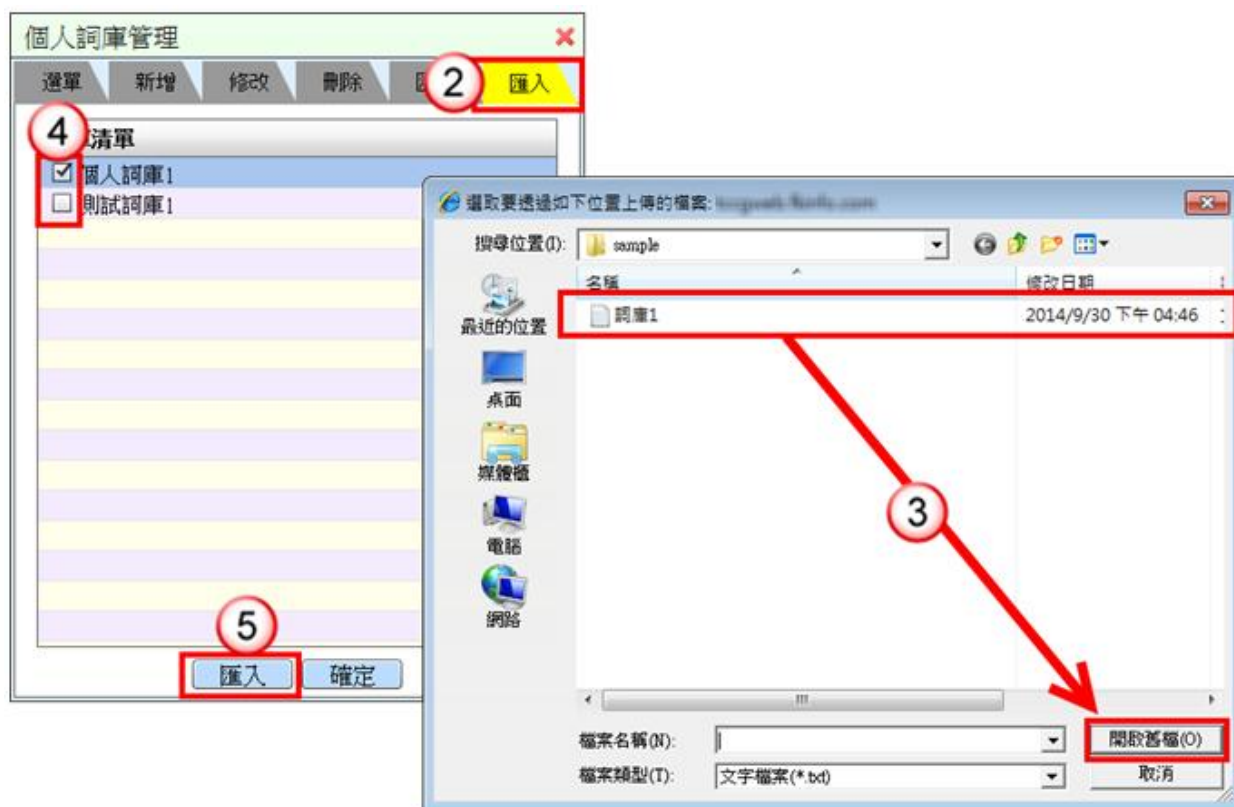 個人詞庫管理
選單 新增 修改 刪除 匯入
2
4
清單
個人詞庫1
則試詞庫1
選取要透過如下位置上傳的檔案:
搜尋位置(I): sample
名稱 修改日期
詞庫1 2014/9/30 下午 04:46
最近的位置
桌面
媒體櫃
電腦
網路
3
5
匯入 確定
檔案名稱(N): 開啟舊檔(O)
檔案類型(T): 文字檔案(*.txt) 取消